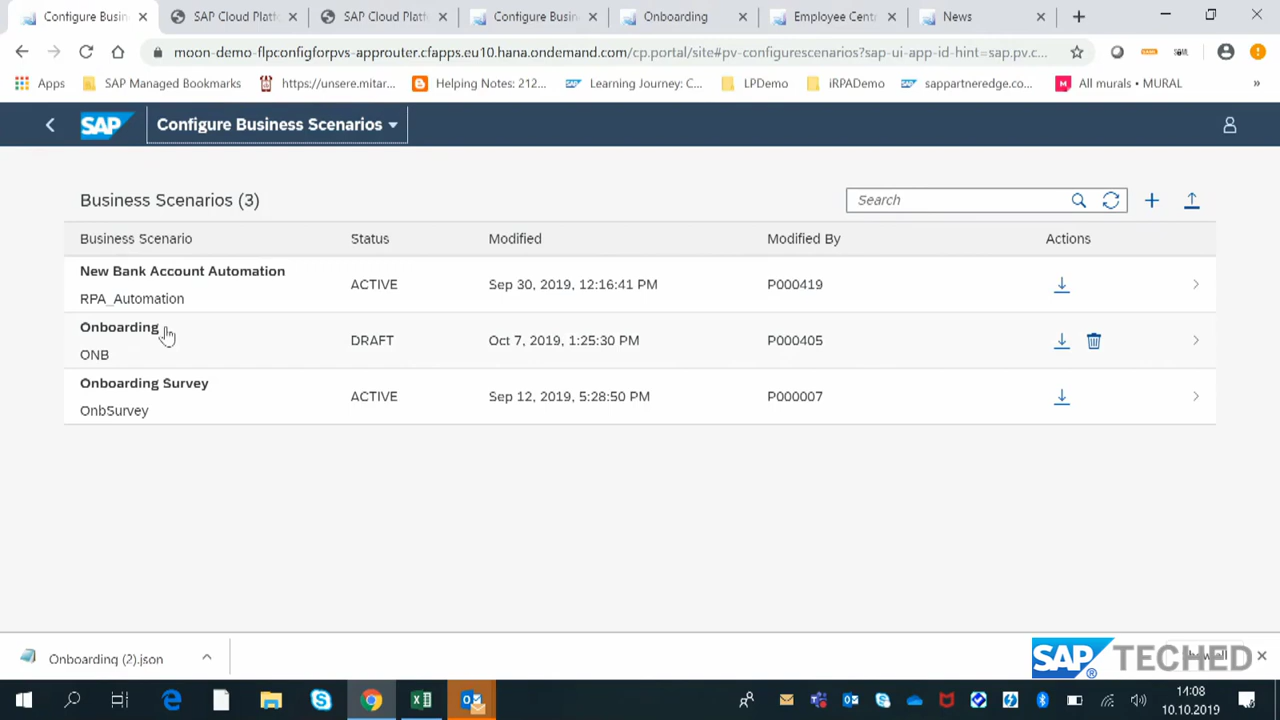 Configure Busin
SAP Cloud Platf
SAP Cloud Platf
Configure Busin
Onboarding
Employee Centr
News
moon-demo-flpconfigforpvs-approuter.cfapps.eu10.hana.ondemand.com/cp.portal/site#pv-configurescenarios?sap-ui-app-id-hint=sap.pv.c...
Apps
SAP Managed Bookmarks
https://unsere.mitar...
Helping Notes: 212...
Learning Journey: C...
LPDemo
iRPADemo
sappartneredge.co...
All murals • MURAL
»
SAP
Configure Business Scenarios
Business Scenarios (3)
Search
Business Scenario
Status
Modified
Modified By
Actions
New Bank Account Automation
RPA_Automation
ACTIVE
Sep 30, 2019, 12:16:41 PM
P000419
Onboarding
ONB
DRAFT
Oct 7, 2019, 1:25:30 PM
P000405
Onboarding Survey
OnbSurvey
ACTIVE
Sep 12, 2019, 5:28:50 PM
P000007
Onboarding (2).json
SAP TECHED
14:08
10.10.2019